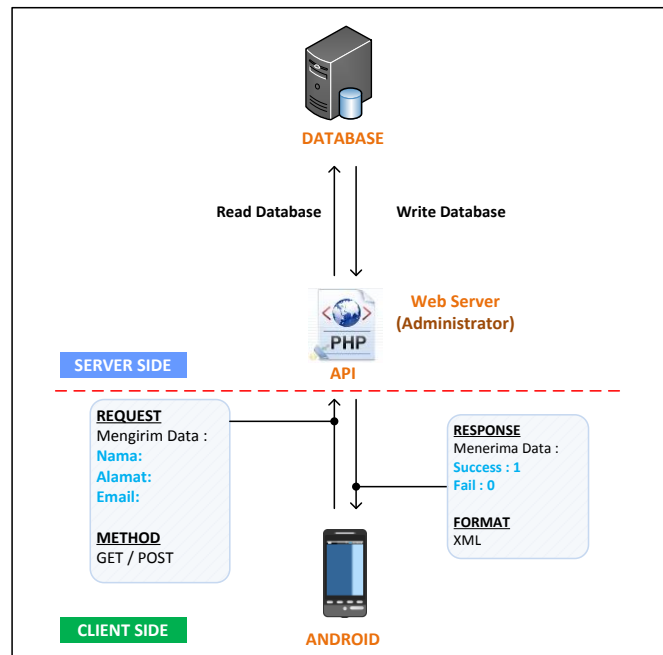 DATABASE
Read Database
Write Database
Web Server
(Administrator)
PHP
API
SERVER SIDE
REQUEST
Mengirim Data :
Nama:
Alamat:
Email:
METHOD
GET / POST
RESPONSE
Menerima Data :
Success : 1
Fail : 0
FORMAT
XML
CLIENT SIDE
ANDROID